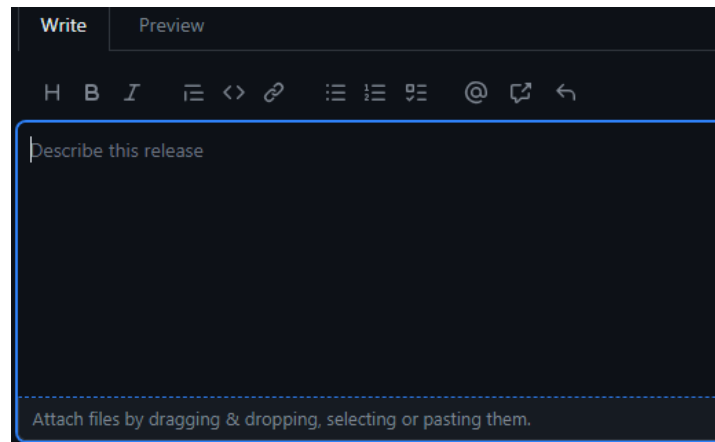 Write Preview
H B I @
Describe this release
Attach files by dragging & dropping, selecting or pasting them.